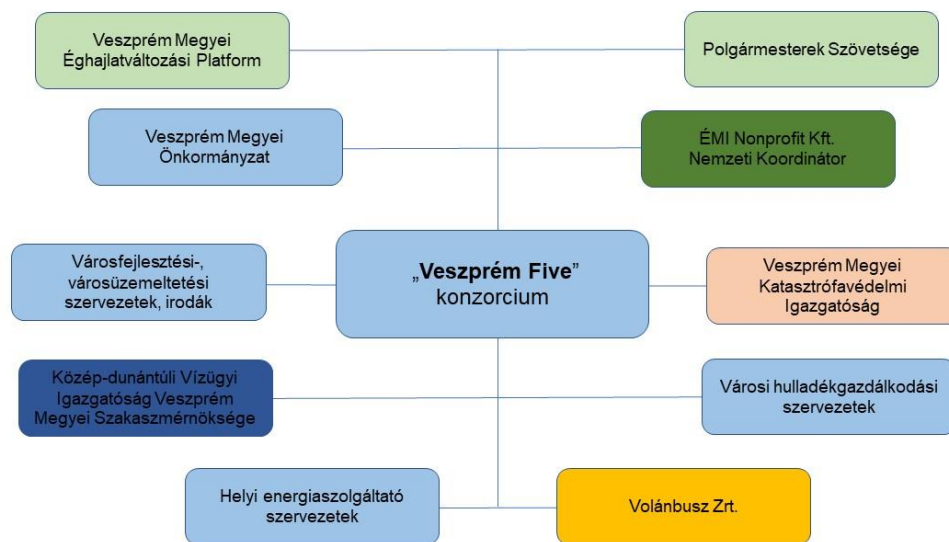 Veszprém Megyei
Éghajlatváltozási Platform
Polgármesterek Szövetsége
Veszprém Megyei
Önkormányzat
ÉMI Nonprofit Kft.
Nemzeti Koordinátor
Városfejlesztési-,
városüzemeltetési
szervezetek, irodák
„Veszprém Five”
konzorcium
Veszprém Megyei
Katasztrófavédelmi
Igazgatóság
Közép-dunántúli Vízügyi
Igazgatóság Veszprém
Megyei Szakaszmérnöksége
Városi hulladékgazdálkodási
szervezetek
Helyi energiaszolgáltató
szervezetek
Volánbusz Zrt.